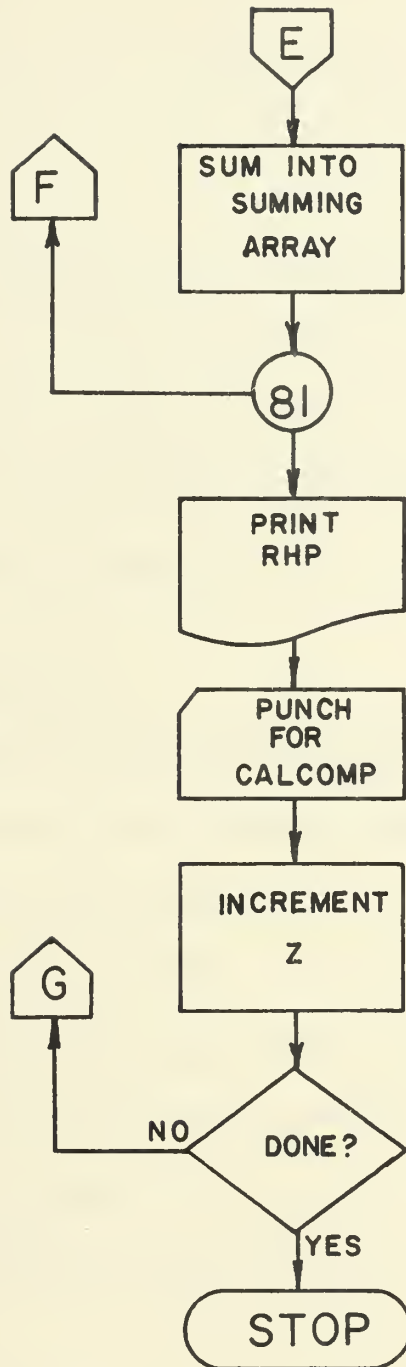 E
SUM INTO
SUMMING
ARRAY
F
81
PRINT
RHP
PUNCH
FOR
CALCOMP
INCREMENT
Z
G
NO
DONE?
YES
STOP